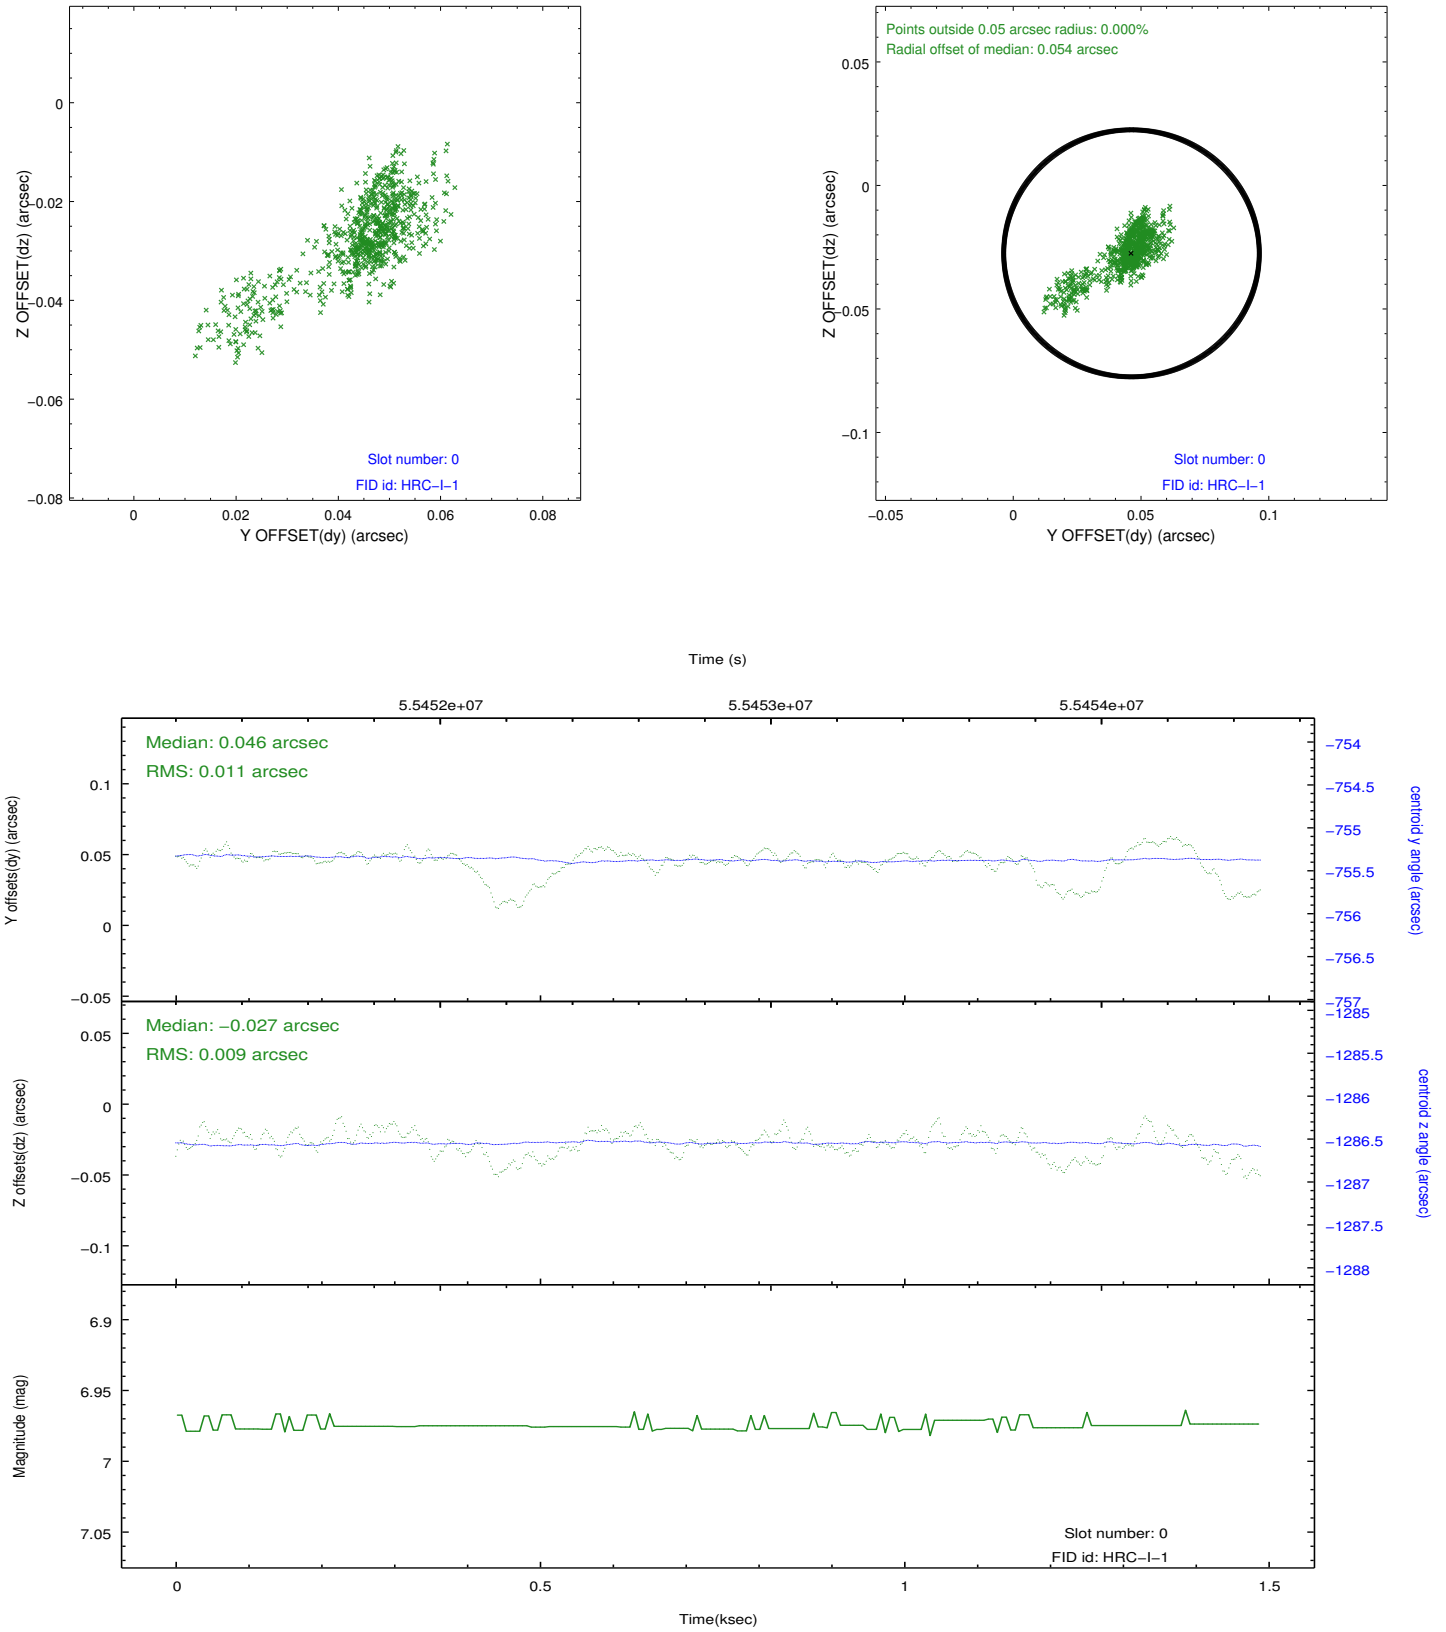 0
−0.02
−0.04
−0.06
−0.08
Z OFFSET(dz) (arcsec)
Slot number: 0
FID id: HRC−I−1
0
0.02
0.04
0.06
0.08
Y OFFSET(dy) (arcsec)
Points outside 0.05 arcsec radius: 0.000%
Radial offset of median: 0.054 arcsec
0.05
0
−0.05
−0.1
Z OFFSET(dz) (arcsec)
Slot number: 0
FID id: HRC−I−1
−0.05
0
0.05
0.1
Y OFFSET(dy) (arcsec)
Time (s)
5.5452e+07
5.5453e+07
5.5454e+07
Median: 0.046 arcsec
RMS: 0.011 arcsec
0.1
0.05
0
−0.05
Y offsets(dy) (arcsec)
−754
−754.5
−755
−755.5
−756
−756.5
−757
centroid y angle (arcsec)
Median: −0.027 arcsec
RMS: 0.009 arcsec
0.05
0
−0.05
−0.1
Z offsets(dz) (arcsec)
−1285
−1285.5
−1286
−1286.5
−1287
−1287.5
−1288
centroid z angle (arcsec)
6.9
6.95
7
7.05
Magnitude (mag)
Slot number: 0
FID id: HRC−I−1
0
0.5
1
1.5
Time(ksec)